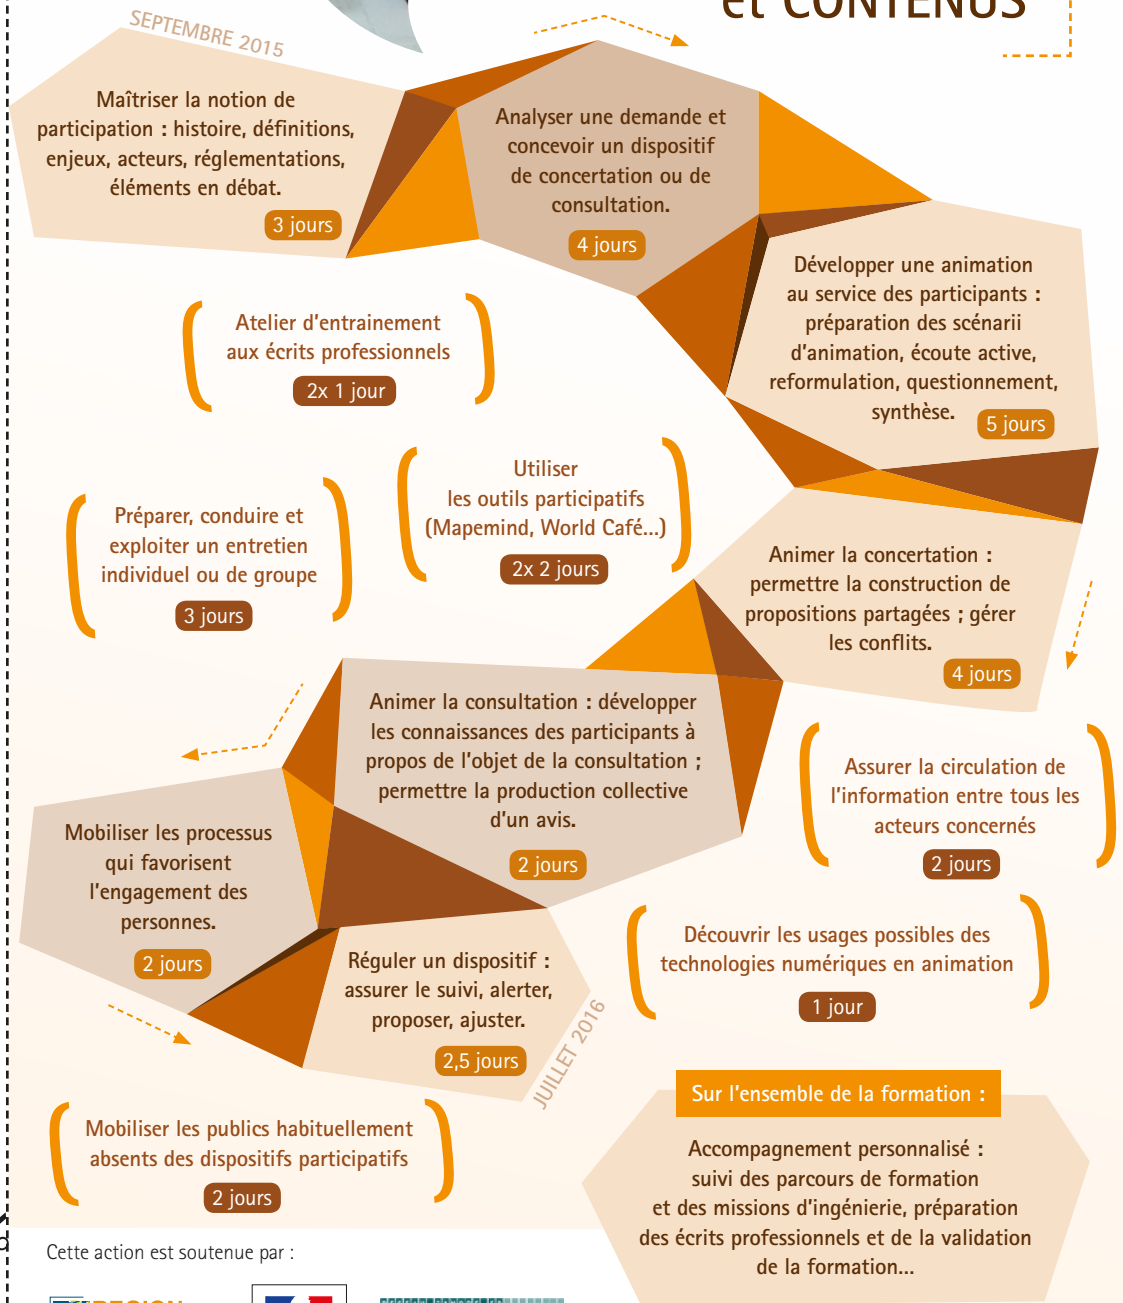 et CONTENUS
SEPTEMBRE 2015
Maîtriser la notion de
participation : histoire, définitions,
enjeux, acteurs, réglementations,
éléments en débat.
3 jours
Analyser une demande et
concevoir un dispositif
de concertation ou de
consultation.
4 jours
Développer une animation
au service des participants :
préparation des scénarii
d'animation, écoute active,
reformulation, questionnement,
synthèse.
5 jours
Atelier d'entrainement
aux écrits professionnels
2x 1 jour
Utiliser
les outils participatifs
(Mapemind, World Café...)
2x 2 jours
Préparer, conduire et
exploiter un entretien
individuel ou de groupe
3 jours
Animer la concertation :
permettre la construction de
propositions partagées ; gérer
les conflits.
4 jours
Animer la consultation : développer
les connaissances des participants à
propos de l'objet de la consultation ;
permettre la production collective
d'un avis.
2 jours
Assurer la circulation de
l'information entre tous les
acteurs concernés
2 jours
Mobiliser les processus
qui favorisent
l'engagement des
personnes.
2 jours
Découvrir les usages possibles des
technologies numériques en animation
1 jour
Réguler un dispositif :
assurer le suivi, alerter,
proposer, ajuster.
2,5 jours
JUILLET 2016
Mobiliser les publics habituellement
absents des dispositifs participatifs
2 jours
Sur l'ensemble de la formation :
Accompagnement personnalisé :
suivi des parcours de formation
et des missions d'ingénierie, préparation
des écrits professionnels et de la validation
de la formation...
Cette action est soutenue par :
REGION